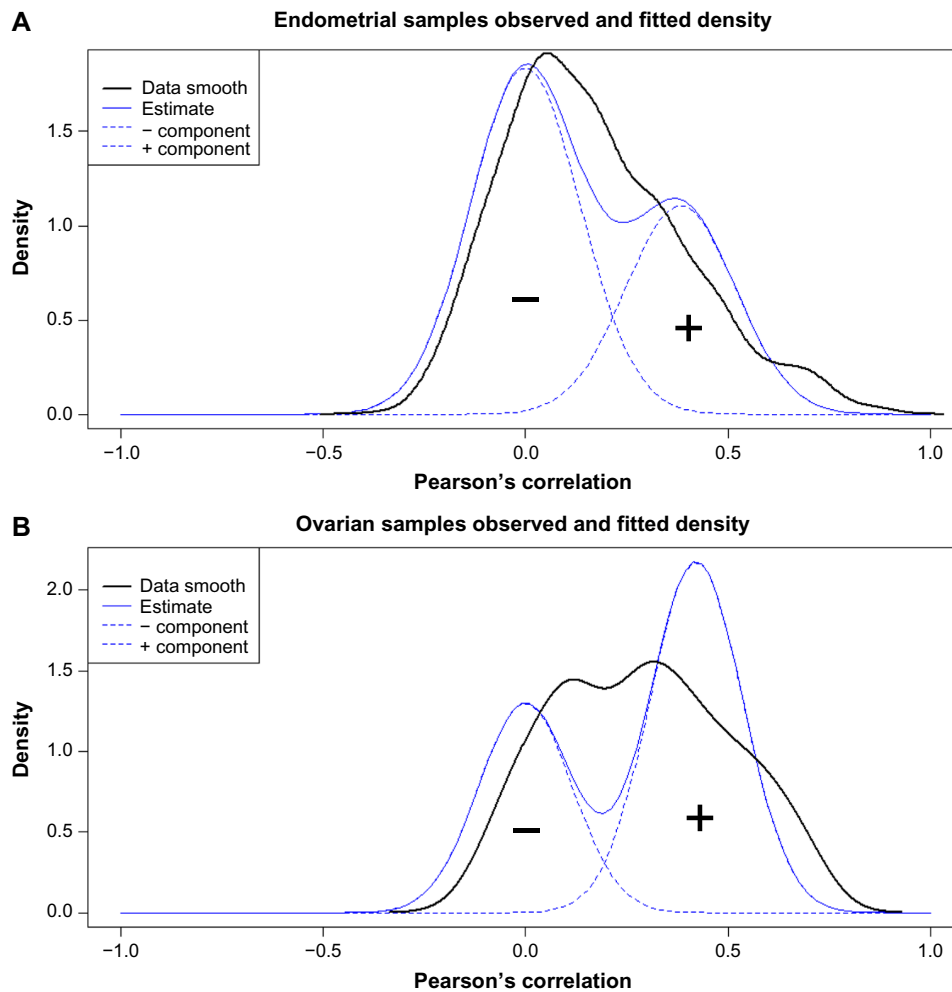 A
Endometrial samples observed and fitted density
Data smooth
Estimate
− component
+ component
Density
1.5
1.0
0.5
0.0
−
+
−1.0 −0.5 0.0 0.5 1.0
Pearson’s correlation
B
Ovarian samples observed and fitted density
Data smooth
Estimate
− component
+ component
Density
2.0
1.5
1.0
0.5
0.0
−
+
−1.0 −0.5 0.0 0.5 1.0
Pearson’s correlation